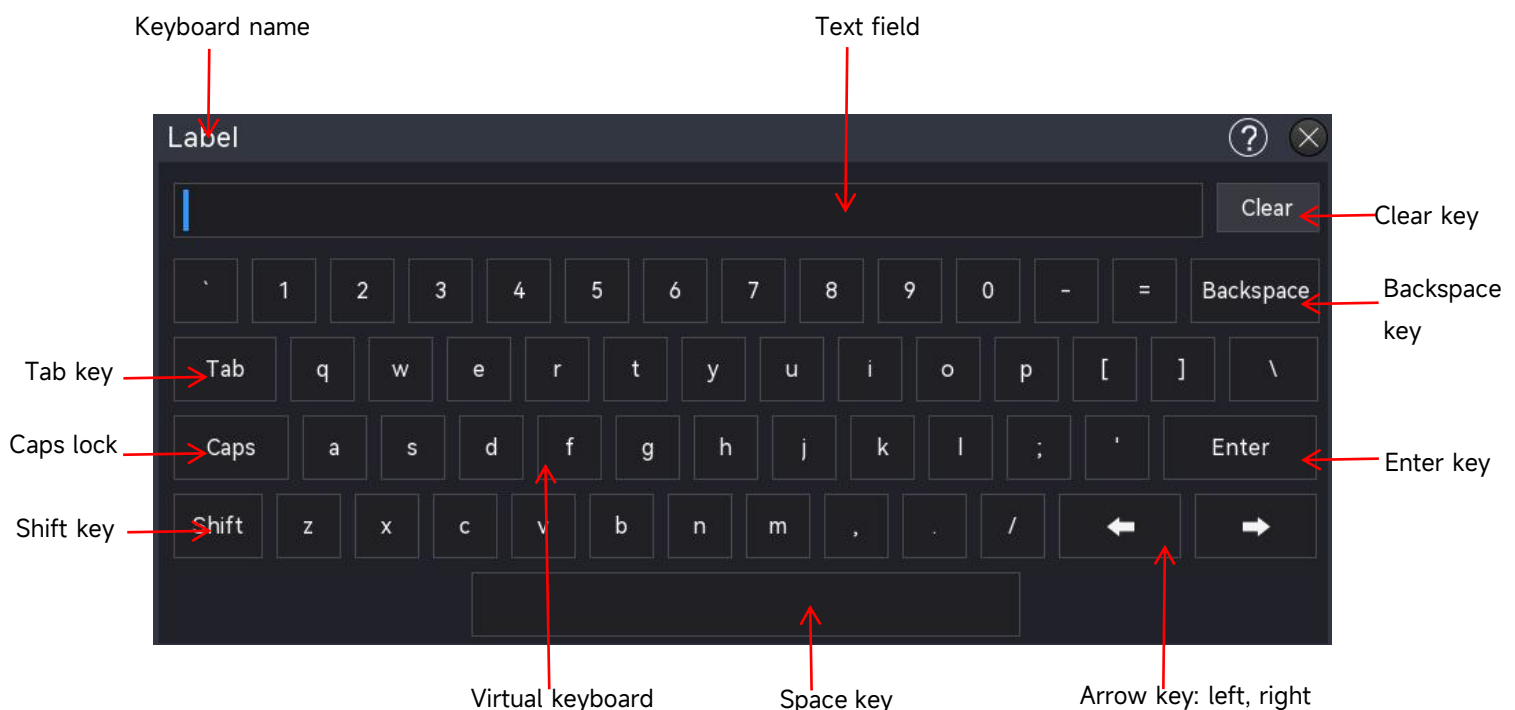 Keyboard name
Text field
Label ?
Clear
Clear key
` 1 2 3 4 5 6 7 8 9 0 - = Backspace
Backspace
key
Tab key
Tab q w e r t y u i o p [ ] \
Caps lock
Caps a s d f g h j k l ; ' Enter
Enter key
Shift key
Shift z x c v b n m , . /
Virtual keyboard
Space key
Arrow key: left, right